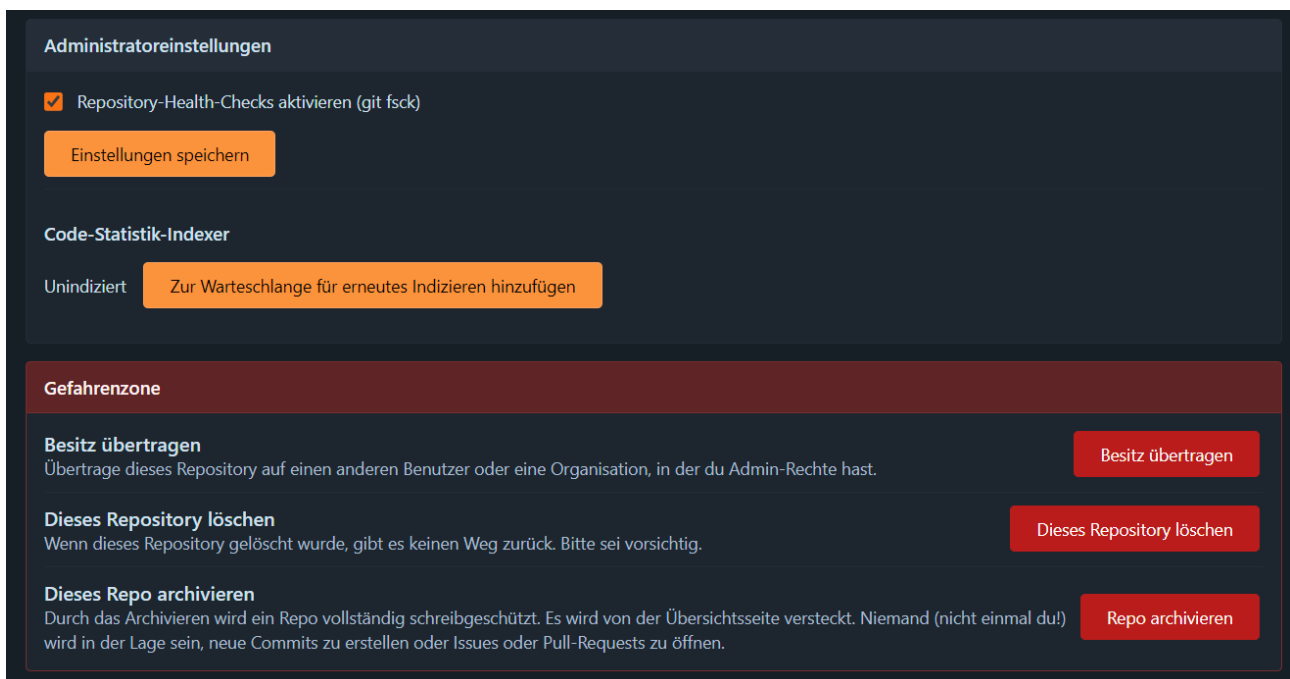 Administratoreinstellungen
Repository-Health-Checks aktivieren (git fsck)
Einstellungen speichern
Code-Statistik-Indexer
Unindiziert Zur Warteschlange für erneutes Indizieren hinzufügen
Gefahrenzone
Besitz übertragen
Übertrage dieses Repository auf einen anderen Benutzer oder eine Organisation, in der du Admin-Rechte hast.
Besitz übertragen
Dieses Repository löschen
Wenn dieses Repository gelöscht wurde, gibt es keinen Weg zurück. Bitte sei vorsichtig.
Dieses Repository löschen
Dieses Repo archivieren
Durch das Archivieren wird ein Repo vollständig schreibgeschützt. Es wird von der Übersichtsseite versteckt. Niemand (nicht einmal du!)
wird in der Lage sein, neue Commits zu erstellen oder Issues oder Pull-Requests zu öffnen.
Repo archivieren